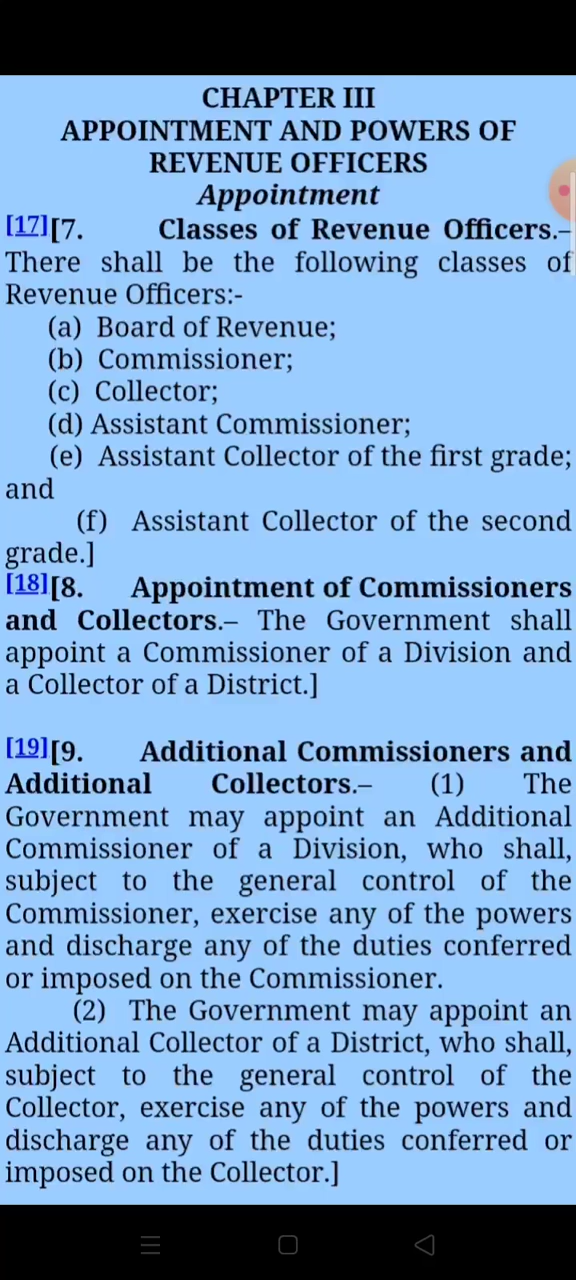 CHAPTER III
APPOINTMENT AND POWERS OF
REVENUE OFFICERS
Appointment
[17][7. Classes of Revenue Officers.–
There shall be the following classes of
Revenue Officers:-
(a) Board of Revenue;
(b) Commissioner;
(c) Collector;
(d) Assistant Commissioner;
(e) Assistant Collector of the first grade;
and
(f) Assistant Collector of the second
grade.]
[18][8. Appointment of Commissioners
and Collectors.– The Government shall
appoint a Commissioner of a Division and
a Collector of a District.]
[19][9. Additional Commissioners and
Additional Collectors.– (1) The
Government may appoint an Additional
Commissioner of a Division, who shall,
subject to the general control of the
Commissioner, exercise any of the powers
and discharge any of the duties conferred
or imposed on the Commissioner.
(2) The Government may appoint an
Additional Collector of a District, who shall,
subject to the general control of the
Collector, exercise any of the powers and
discharge any of the duties conferred or
imposed on the Collector.]